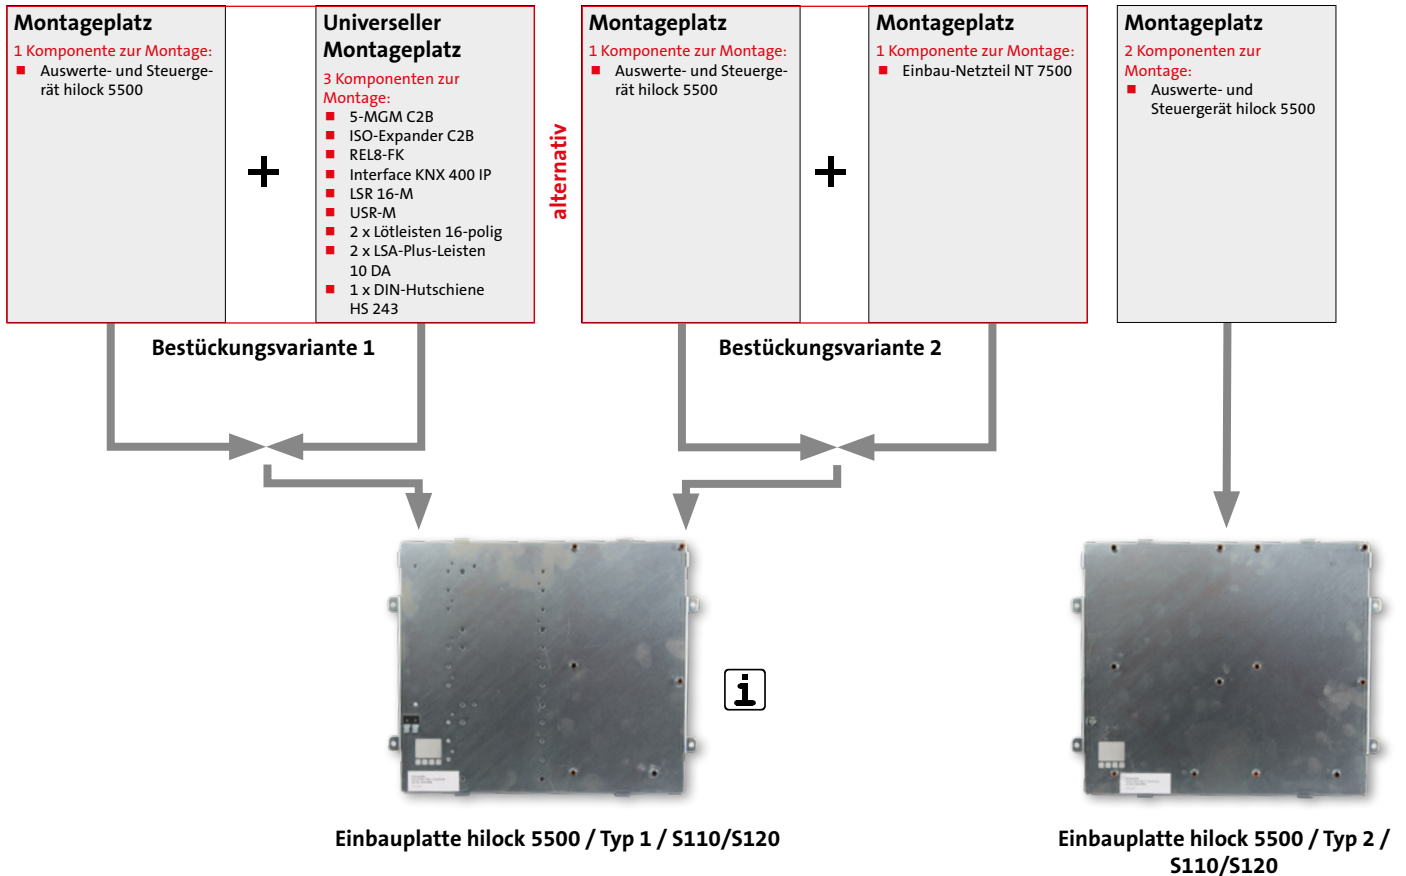 Montageplatz
1 Komponente zur Montage:
Auswerte- und Steuerge-
rät hilock 5500
Universeller
Montageplatz
3 Komponenten zur
Montage:
5-MGM C2B
ISO-Expander C2B
REL8-FK
Interface KNX 400 IP
LSR 16-M
USR-M
2 x Lötleisten 16-polig
2 x LSA-Plus-Leisten
10 DA
1 x DIN-Hutschiene
HS 243
Bestückungsvariante 1
alternativ
Montageplatz
1 Komponente zur Montage:
Auswerte- und Steuerge-
rät hilock 5500
Montageplatz
1 Komponente zur Montage:
Einbau-Netzteil NT 7500
Bestückungsvariante 2
Montageplatz
2 Komponenten zur
Montage:
Auswerte- und
Steuergerät hilock 5500
i
Einbauplatte hilock 5500 / Typ 1 / S110/S120
Einbauplatte hilock 5500 / Typ 2 /
S110/S120